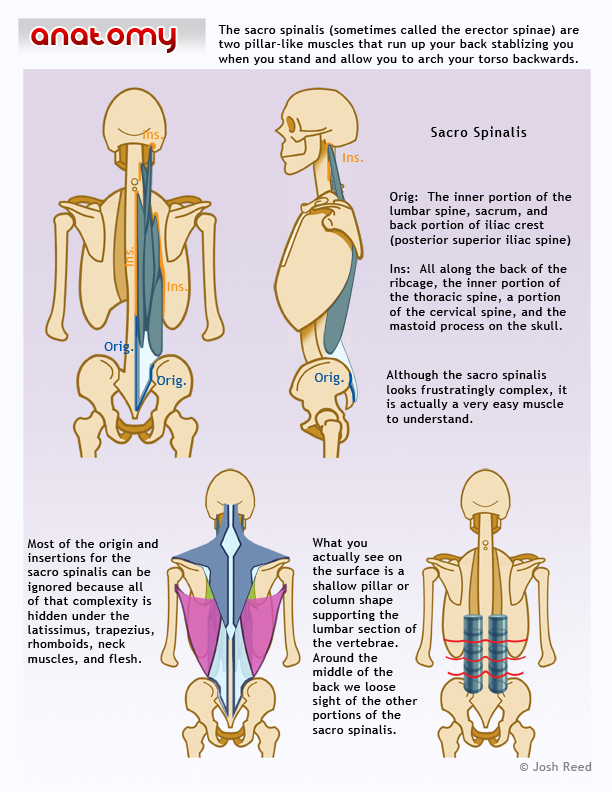 anatomy
The sacro spinalis (sometimes called the erector spinae) are
two pillar-like muscles that run up your back stablizing you
when you stand and allow you to arch your torso backwards.
Ins.
Ins.
Ins.
Orig.
Orig.
Ins.
Orig.
Sacro Spinalis
Orig: The inner portion of the
lumbar spine, sacrum, and
back portion of iliac crest
(posterior superior iliac spine)
Ins: All along the back of the
ribcage, the inner portion of
the thoracic spine, a portion
of the cervical spine, and the
mastoid process on the skull.
Although the sacro spinalis
looks frustratingly complex, it
is actually a very easy muscle
to understand.
Most of the origin and
insertions for the
sacro spinalis can be
ignored because all
of that complexity is
hidden under the
latissimus, trapezius,
rhomboids, neck
muscles, and flesh.
What you
actually see on
the surface is a
shallow pillar or
column shape
supporting the
lumbar section of
the vertebrae.
Around the
middle of the
back we loose
sight of the other
portions of the
sacro spinalis.
© Josh Reed